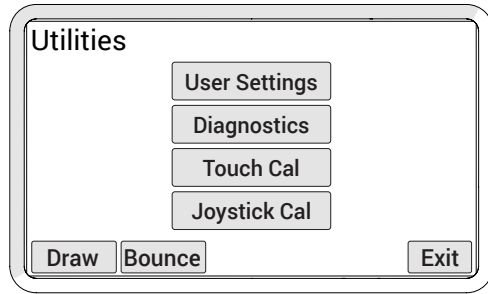 Utilities
User Settings
Diagnostics
Touch Cal
Joystick Cal
Draw Bounce Exit